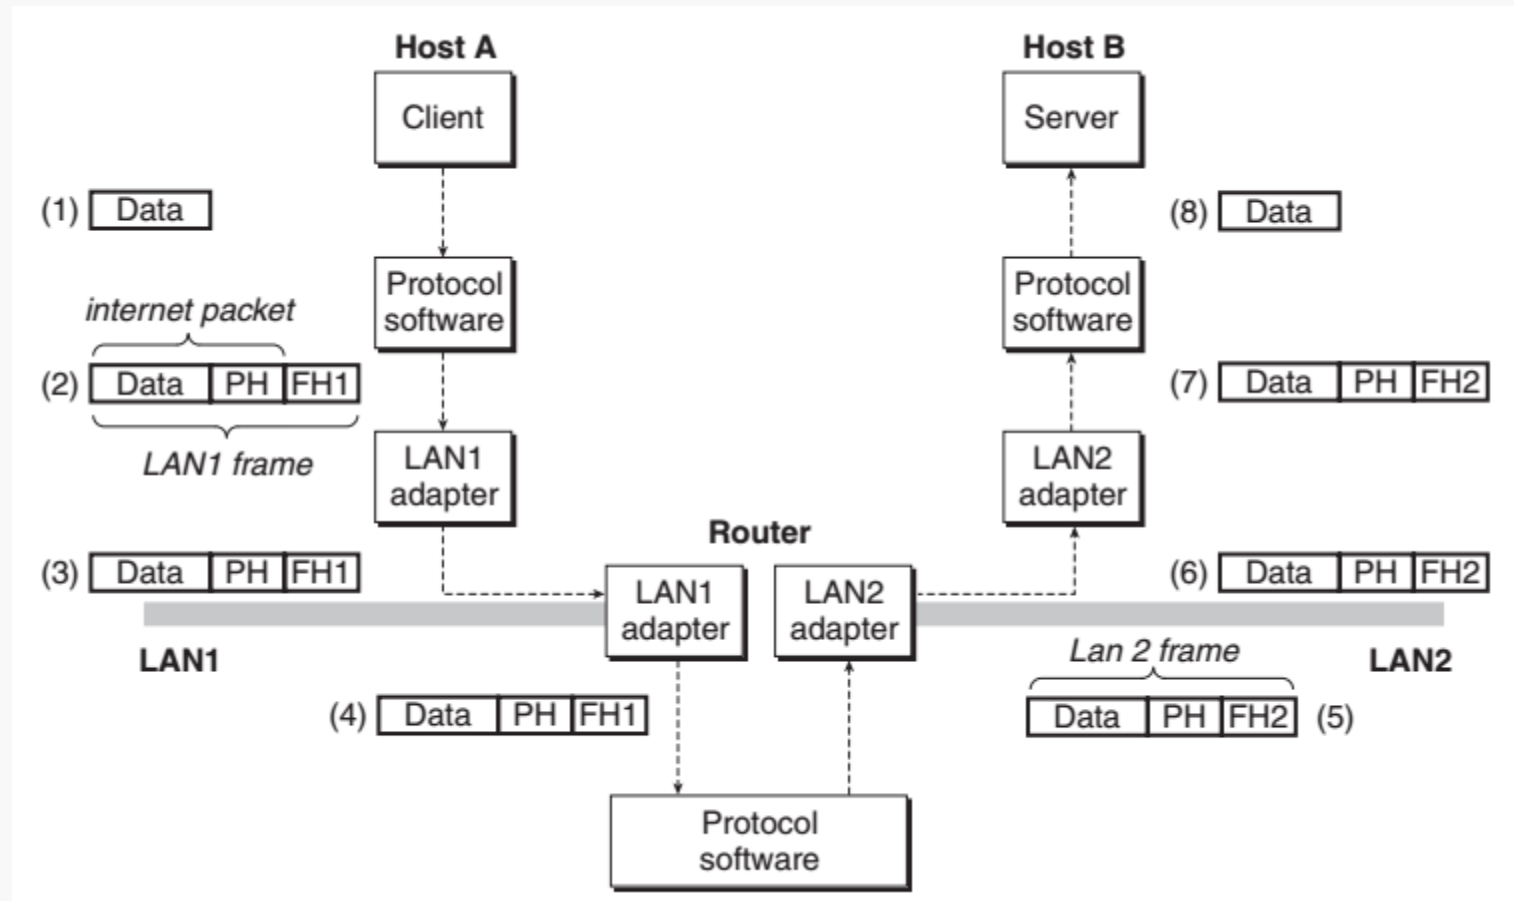 Host A
Host B
Client
Server
(1) Data
(8) Data
Protocol
software
Protocol
software
internet packet
(2) Data PH FH1
(7) Data PH FH2
LAN1 frame
LAN1
adapter
LAN2
adapter
Router
(3) Data PH FH1
(6) Data PH FH2
LAN1
adapter
LAN2
adapter
LAN1
Lan 2 frame
LAN2
(4) Data PH FH1
Data PH FH2 (5)
Protocol
software